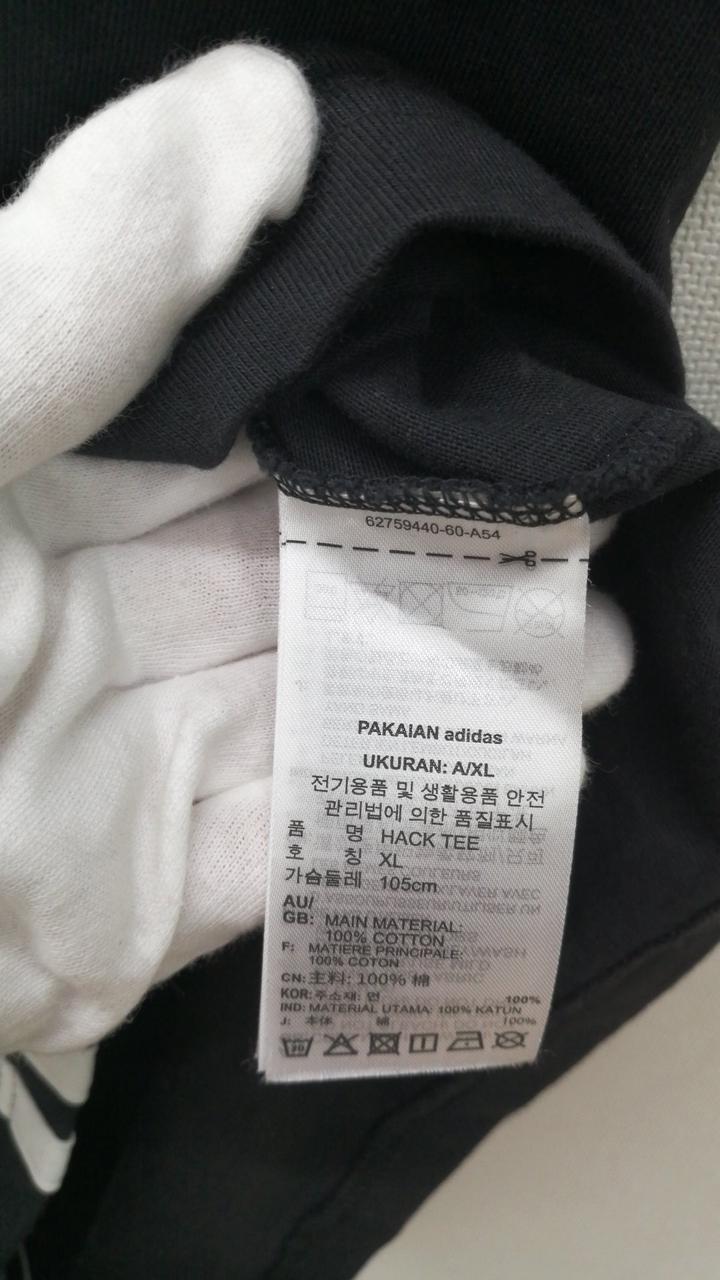 62759440-60-A54
PAKAIAN adidas
UKURAN: A/XL
전기용품 및 생활용품 안전
관리법에 의한 품질표시
품 명 HACK TEE
호 칭 XL
가슴둘레 105cm
AU/
GB: MAIN MATERIAL:
100% COTTON
F: MATIERE PRINCIPALE:
100% COTON
CN: 主料: 100% 棉
KOR: 주소재: 면 100%
IND: MATERIAL UTAMA: 100% KATUN
J: 本体 綿 100%